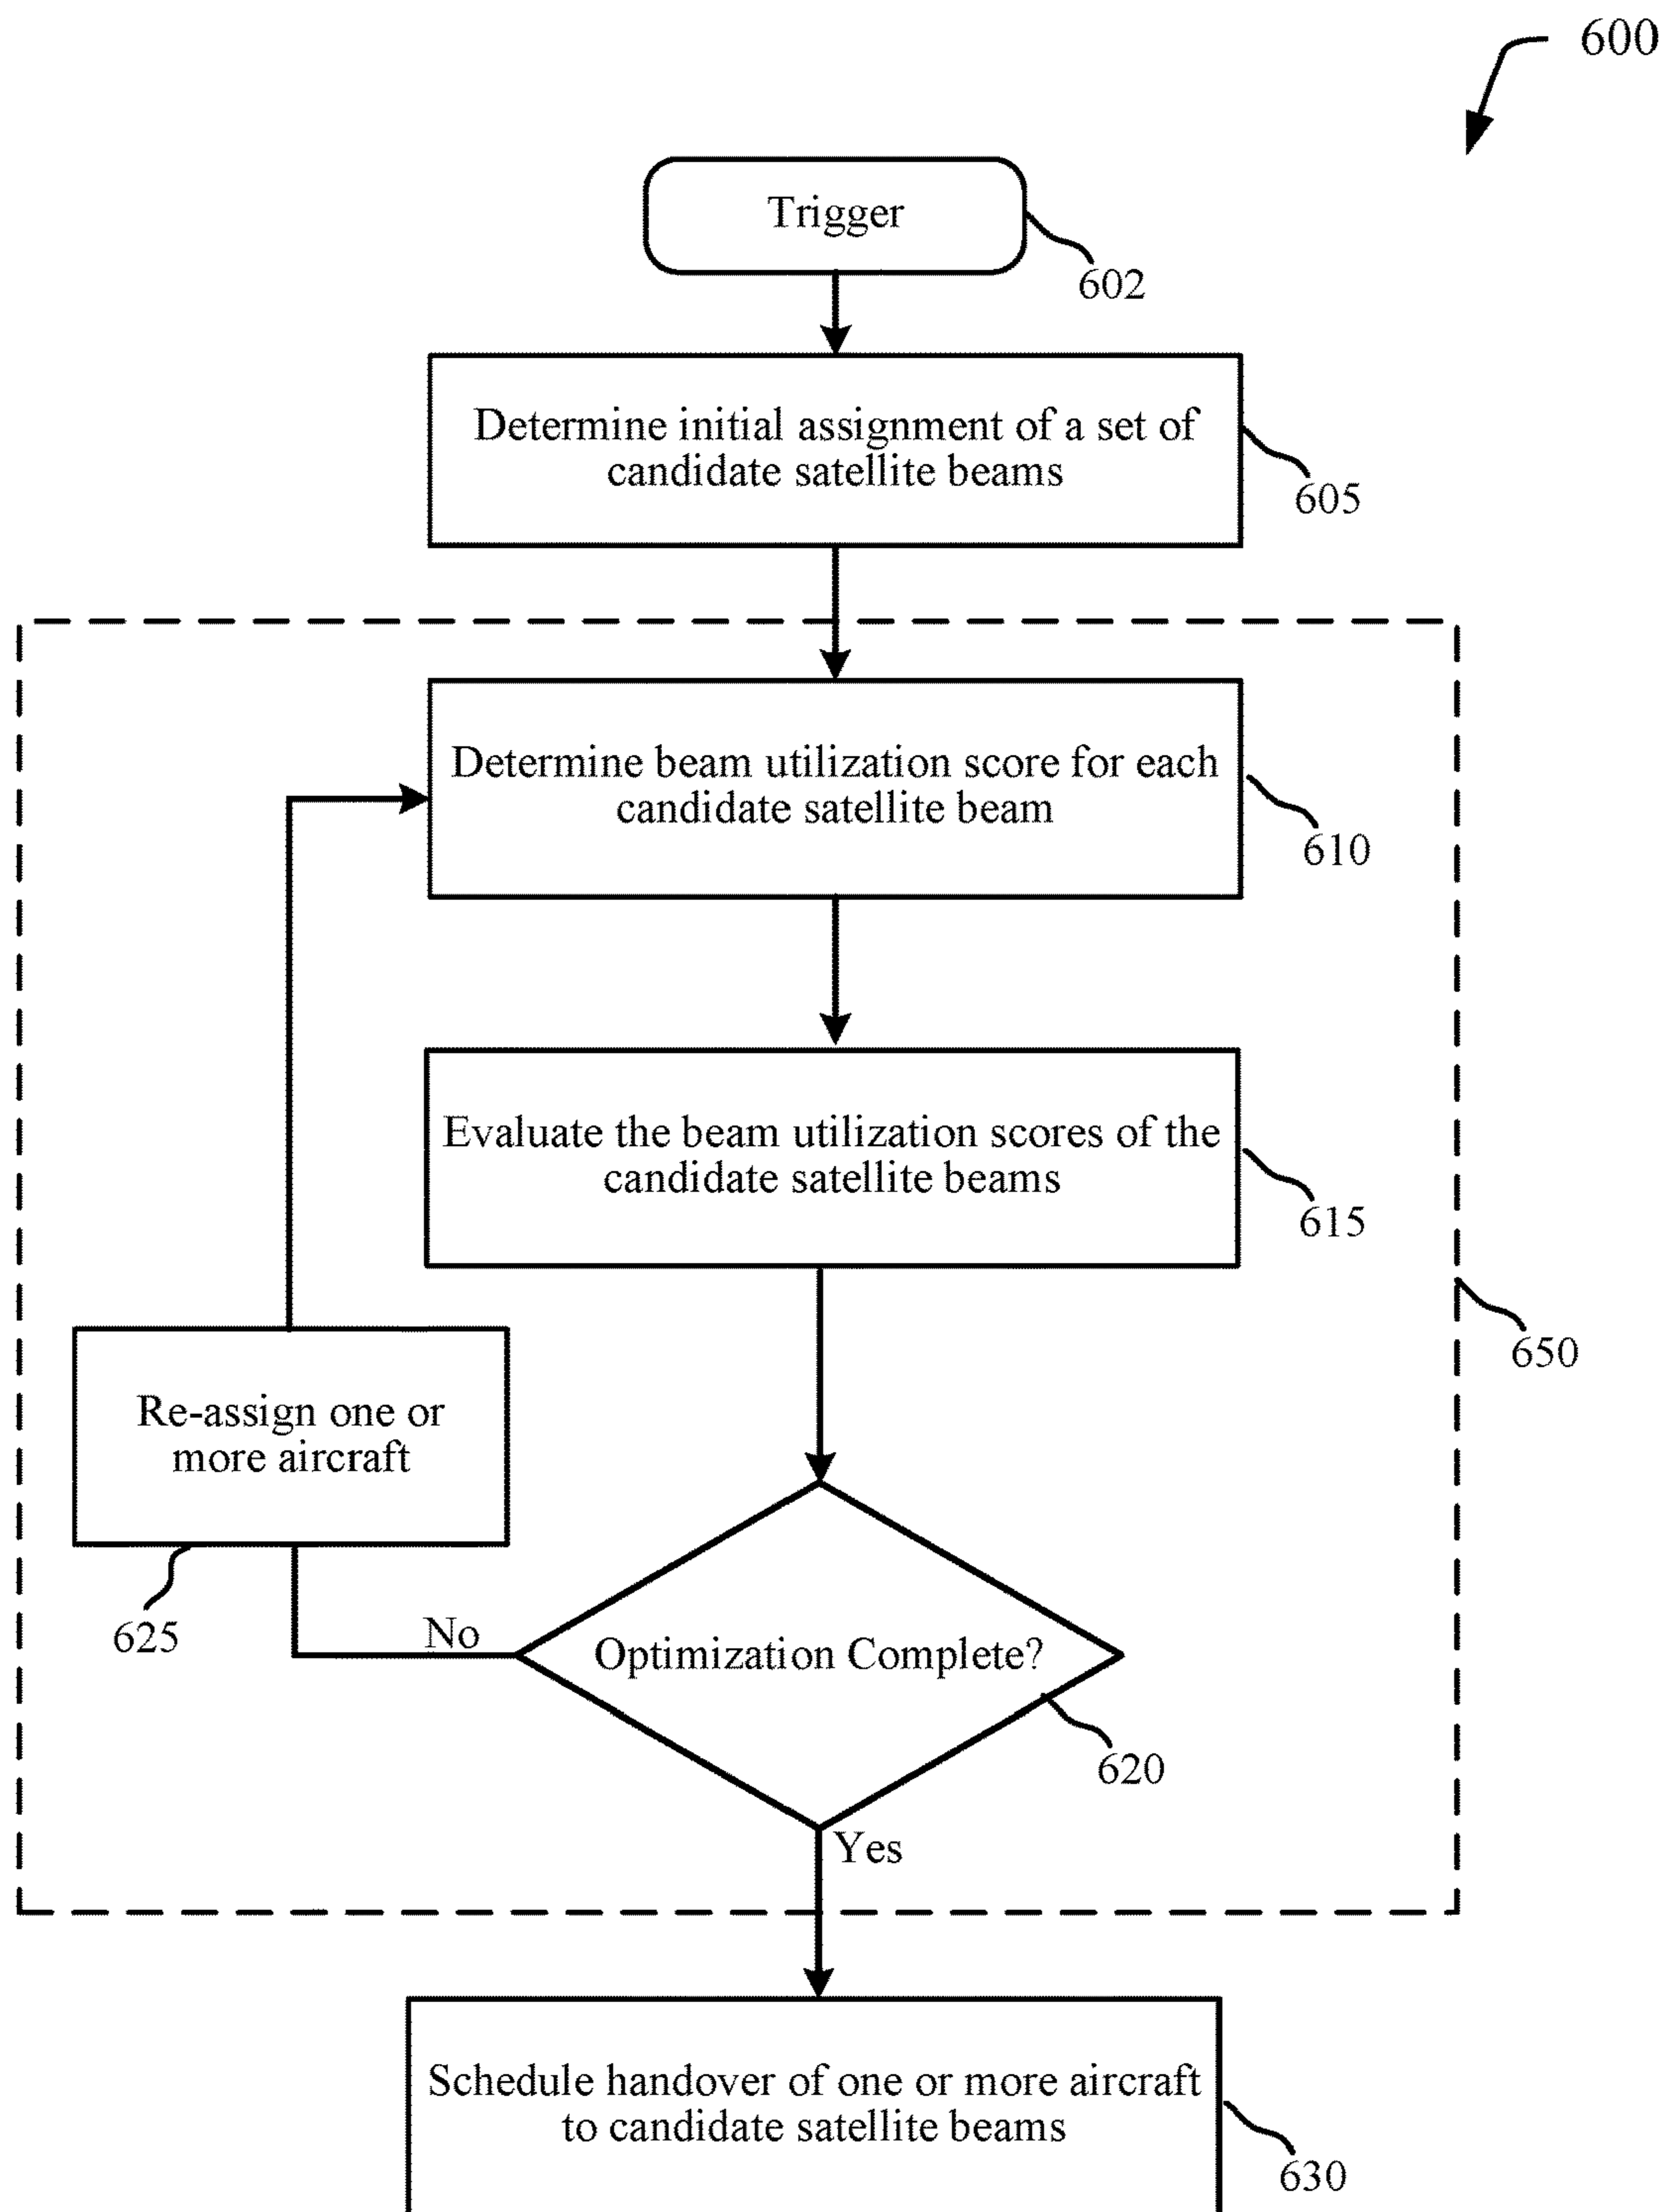 600
Trigger
602
Determine initial assignment of a set of
candidate satellite beams
605
Determine beam utilization score for each
candidate satellite beam
610
Evaluate the beam utilization scores of the
candidate satellite beams
615
650
Re-assign one or
more aircraft
625
No
Optimization Complete?
620
Yes
Schedule handover of one or more aircraft
to candidate satellite beams
630